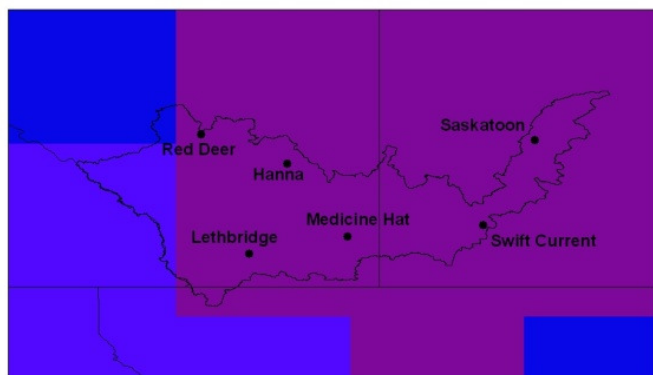 Saskatoon
Red Deer
Hanna
Medicine Hat
Lethbridge
Swift Current